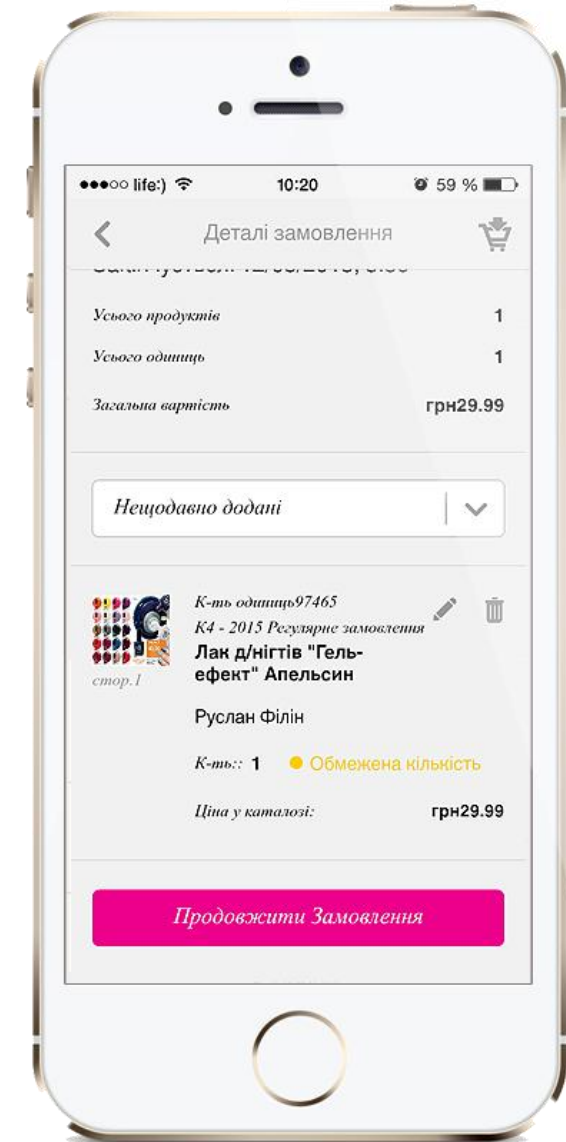 life:) 10:20 59 %
Деталі замовлення
Усього продуктів 1
Усього одиниць 1
Загальна вартість грн29.99
Нещодавно додані
К-ть одиниць97465
К4 - 2015 Регулярне замовлення
Лак д/нігтів "Гель-
ефект" Апельсин
стор.1
Руслан Філін
К-ть:: 1 Обмежена кількість
Ціна у каталозі: грн29.99
Продовжити Замовлення